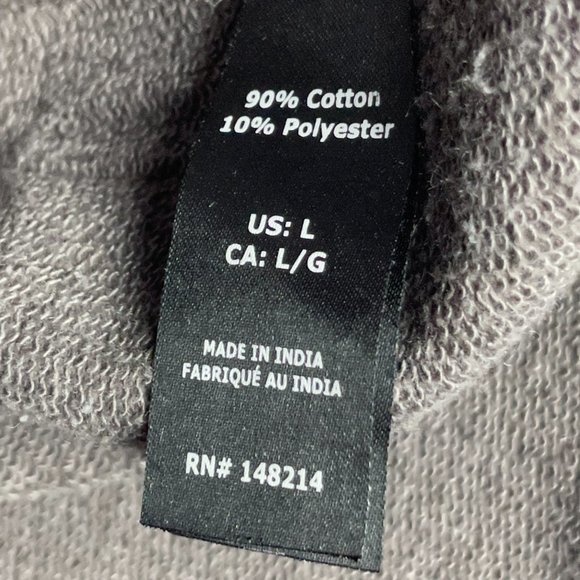 90% Cotton
10% Polyester
US: L
CA: L/G
MADE IN INDIA
FABRIQUÉ AU INDIA
RN# 148214